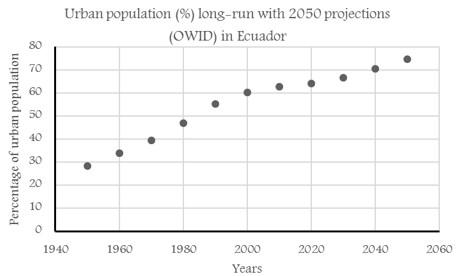 Urban population (%) long-run with 2050 projections
(OWID) in Ecuador
Percentage of urban population
80
70
60
50
40
30
20
10
0
1940 1960 1980 2000 2020 2040 2060
Years